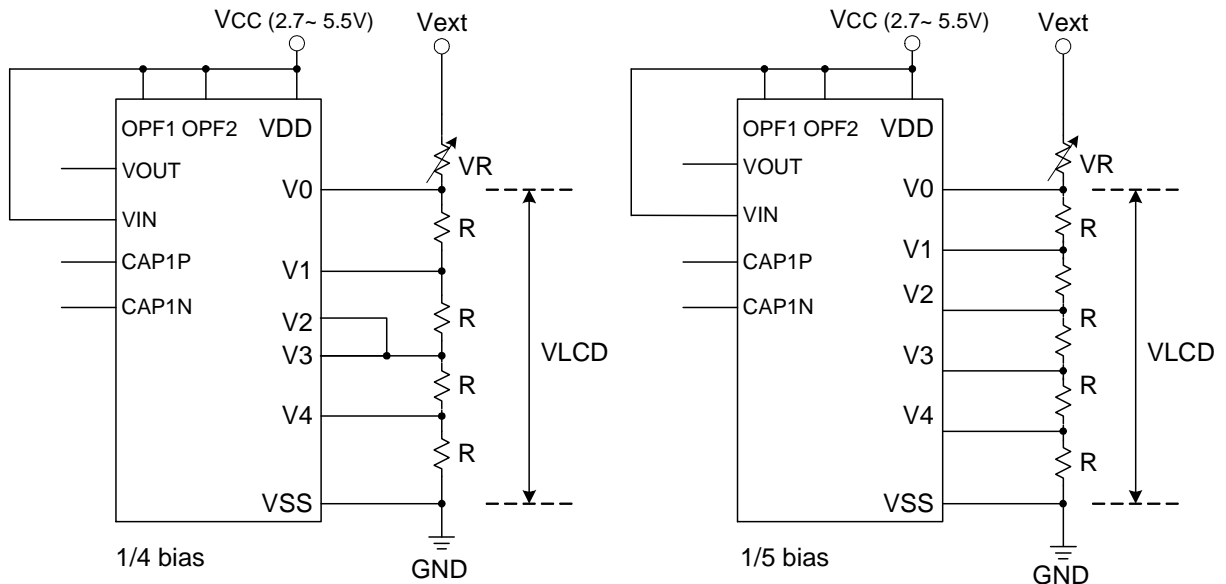 VCC (2.7~ 5.5V)
Vext
OPF1 OPF2 VDD
VOUT
VR
V0
VIN
R
CAP1P
V1
CAP1N
V2
R
V3
VLCD
R
V4
R
VSS
1/4 bias
GND
VCC (2.7~ 5.5V)
Vext
OPF1 OPF2 VDD
VOUT
VR
V0
VIN
R
V1
CAP1P
R
V2
CAP1N
R
V3
VLCD
R
V4
R
VSS
1/5 bias
GND